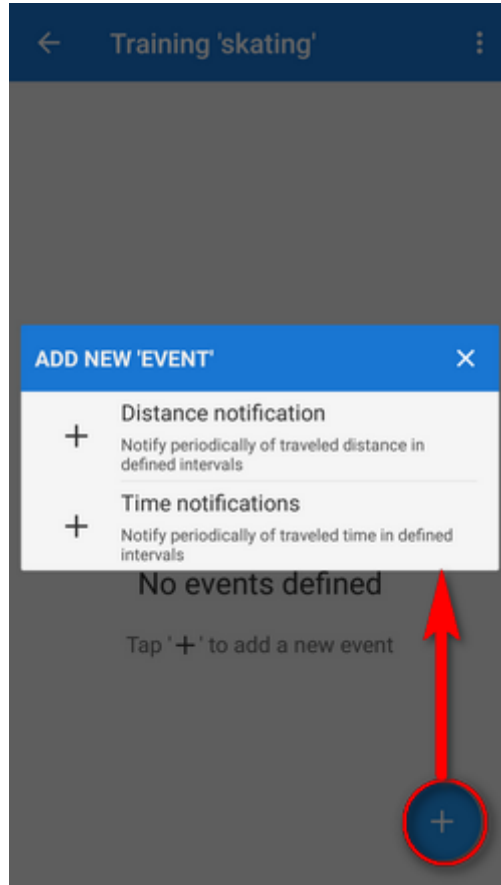 Training 'skating'
ADD NEW 'EVENT'
Distance notification
Notify periodically of traveled distance in
defined intervals
Time notifications
Notify periodically of traveled time in defined
intervals
No events defined
Tap '+' to add a new event